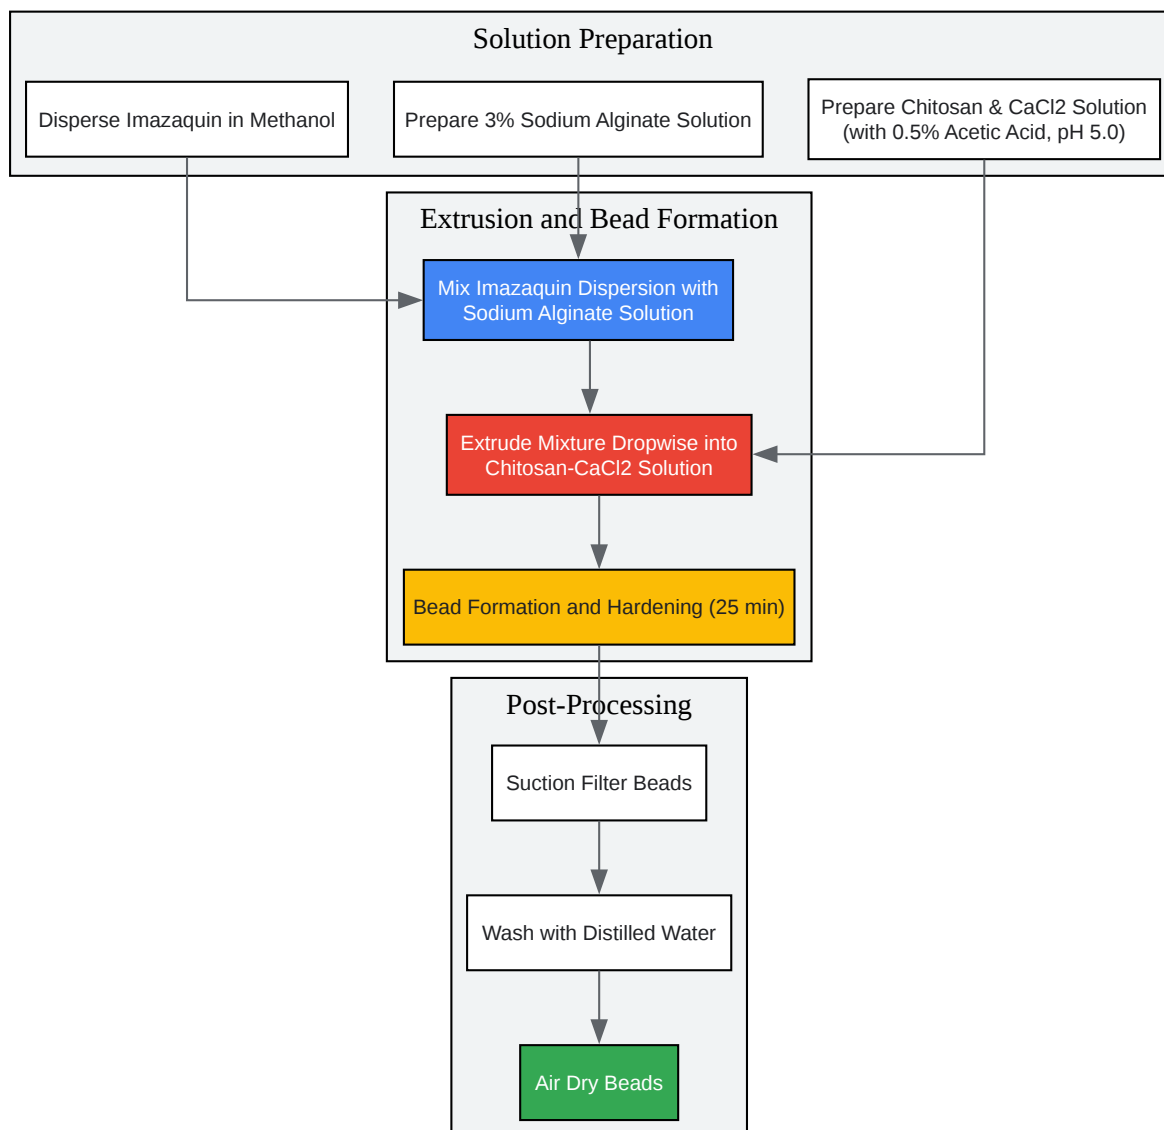 Solution Preparation
Disperse Imazaquin in Methanol
Prepare 3% Sodium Alginate Solution
Prepare Chitosan & CaCl2 Solution
(with 0.5% Acetic Acid, pH 5.0)
Extrusion and Bead Formation
Mix Imazaquin Dispersion with
Sodium Alginate Solution
Extrude Mixture Dropwise into
Chitosan-CaCl2 Solution
Bead Formation and Hardening (25 min)
Post-Processing
Suction Filter Beads
Wash with Distilled Water
Air Dry Beads